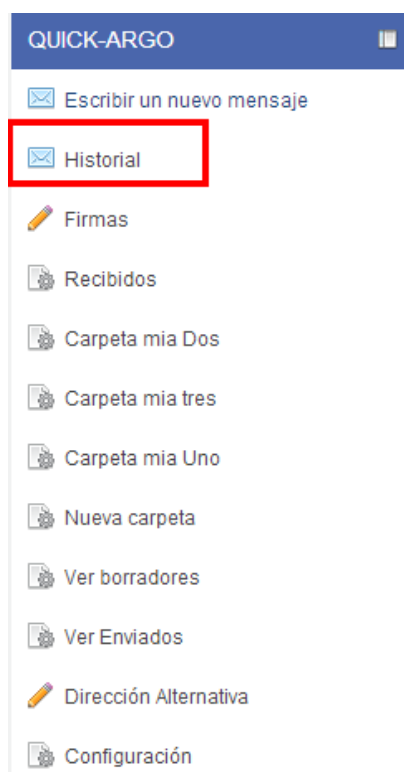 QUICK-ARGO
Escribir un nuevo mensaje
Historial
Firmas
Recibidos
Carpeta mia Dos
Carpeta mia tres
Carpeta mia Uno
Nueva carpeta
Ver borradores
Ver Enviados
Dirección Alternativa
Configuración